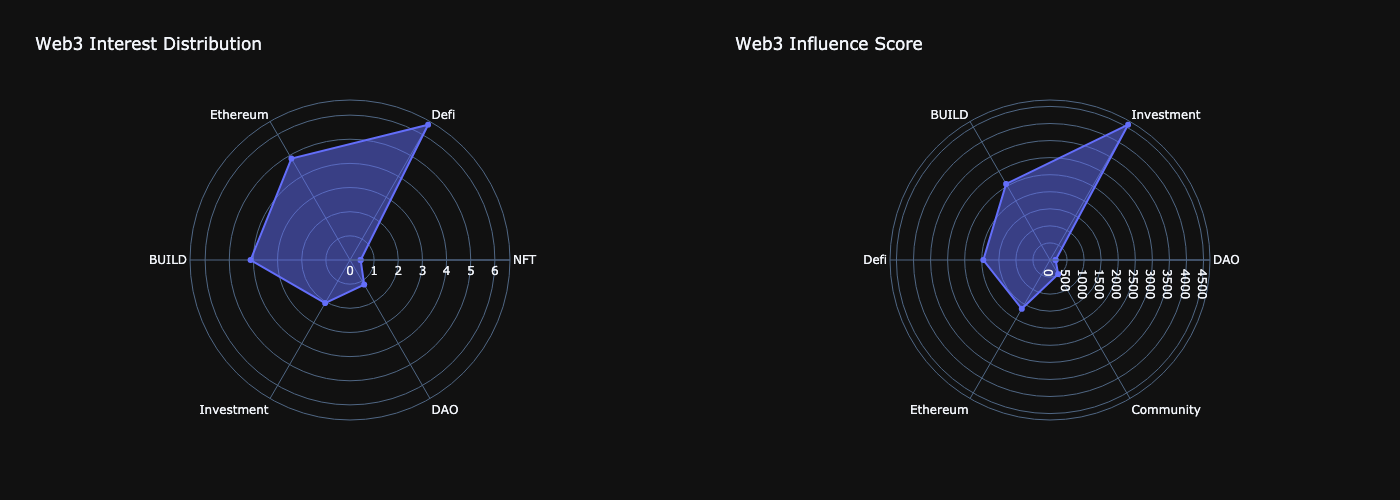 Web3 Interest Distribution
Ethereum
Defi
BUILD
NFT
0 1 2 3 4 5 6
Investment
DAO
Web3 Influence Score
BUILD
Investment
Defi
DAO
0 500 1000 1500 2000 2500 3000 3500 4000 4500
Ethereum
Community